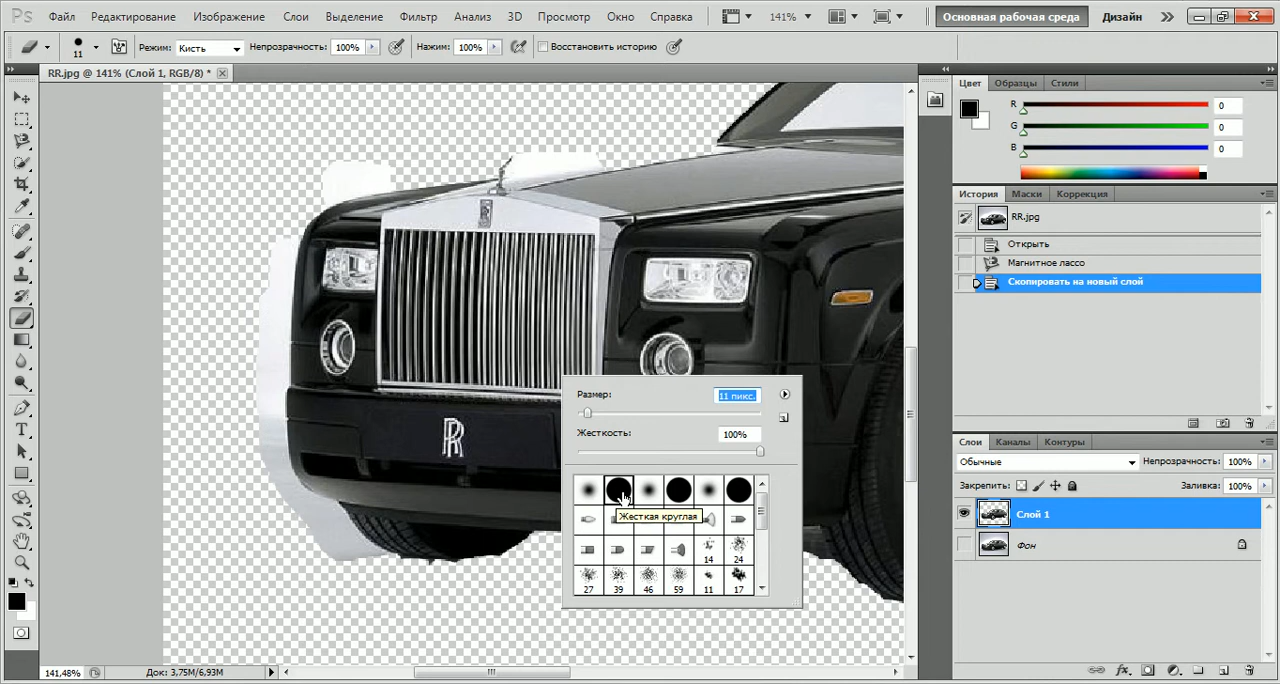 Ps Файл Редактирование Изображение Слои Выделение Фильтр Анализ 3D Просмотр Окно Справка 141% Основная рабочая среда Дизайн
11 Режим: Кисть Непрозрачность: 100% Нажим: 100% Восстановить историю
RR.jpg @ 141% (Слой 1, RGB/8) *
Цвет Образцы Стили
R 0
G 0
B 0
История Маски Коррекция
RR.jpg
Открыть
Магнитное лассо
Скопировать на новый слой
Размер: 11 пикс.
Жесткость: 100%
Жесткая круглая
14 24
27 39 46 59 11 17
RR
Слои Каналы Контуры
Обычные Непрозрачность: 100%
Закрепить: Заливка: 100%
Слой 1
Фон
141,48% Док: 3,75M/6,93M